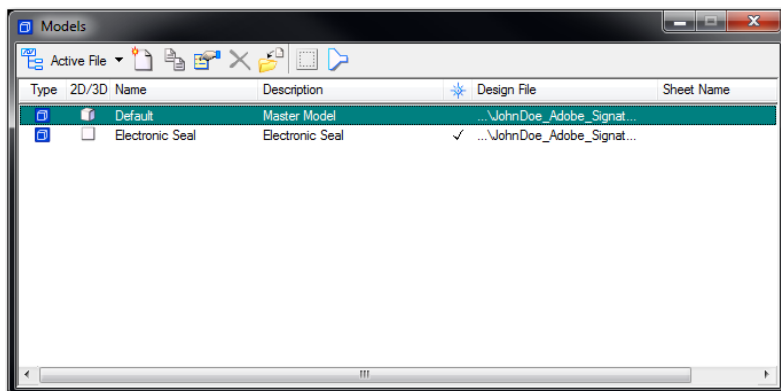 Models
Active File
Type 2D/3D Name Description Design File Sheet Name
Default Master Model ...\JohnDoe_Adobe_Signat...
Electronic Seal Electronic Seal ...\JohnDoe_Adobe_Signat...